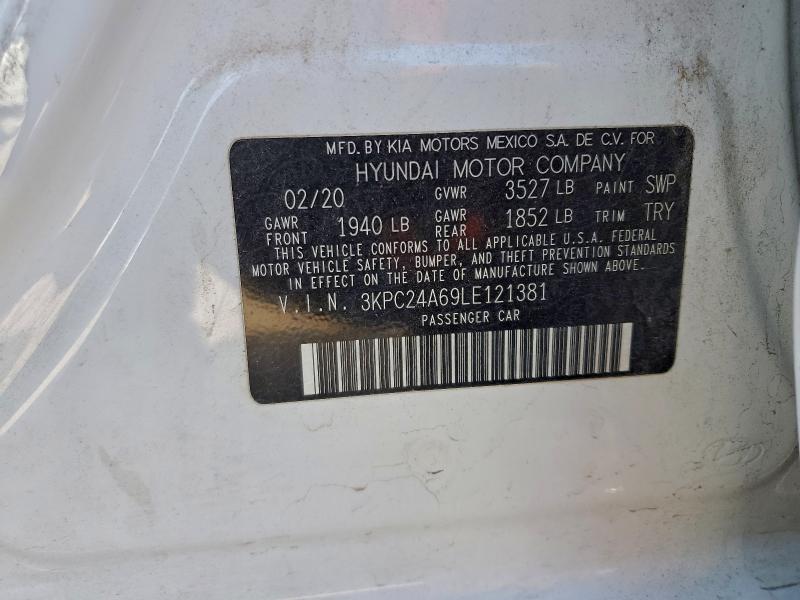 MFD. BY KIA MOTORS MEXICO S.A. DE C.V. FOR
HYUNDAI MOTOR COMPANY
02/20 GVWR 3527 LB PAINT SWP
GAWR FRONT 1940 LB GAWR REAR 1852 LB TRIM TRY
THIS VEHICLE CONFORMS TO ALL APPLICABLE U.S.A. FEDERAL
MOTOR VEHICLE SAFETY, BUMPER, AND THEFT PREVENTION STANDARDS
IN EFFECT ON THE DATE OF MANUFACTURE SHOWN ABOVE.
V.I.N. 3KPC24A69LE121381
PASSENGER CAR